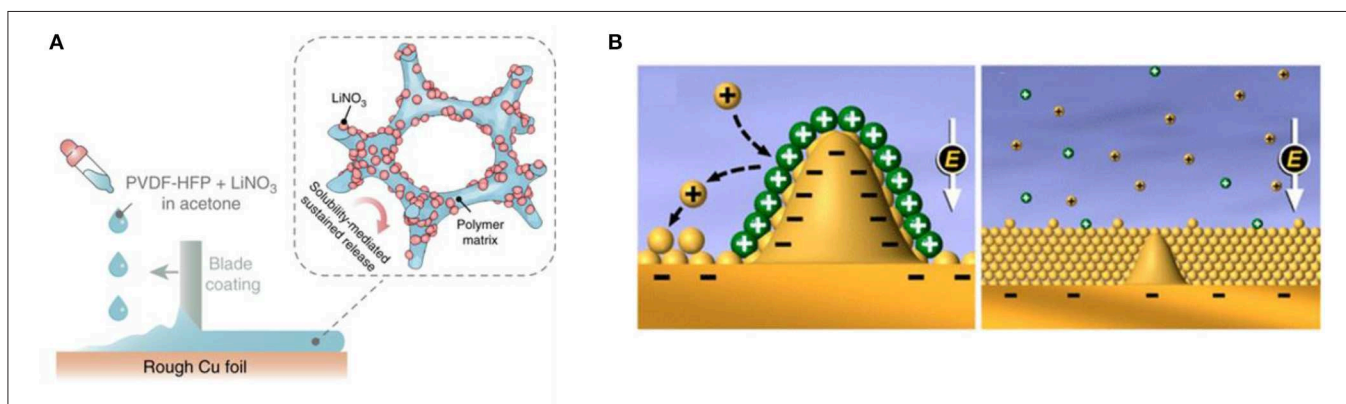 A
PVDF-HFP + LiNO₃
in acetone
Blade
coating
Rough Cu foil
LiNO₃
Solubility-mediated
sustained release
Polymer
matrix
B
+
+
+ + + + + + + + + +
- - - - - - - -
- - - -
E
+ + + + + + + + + + + + + + +
- - - - -
E